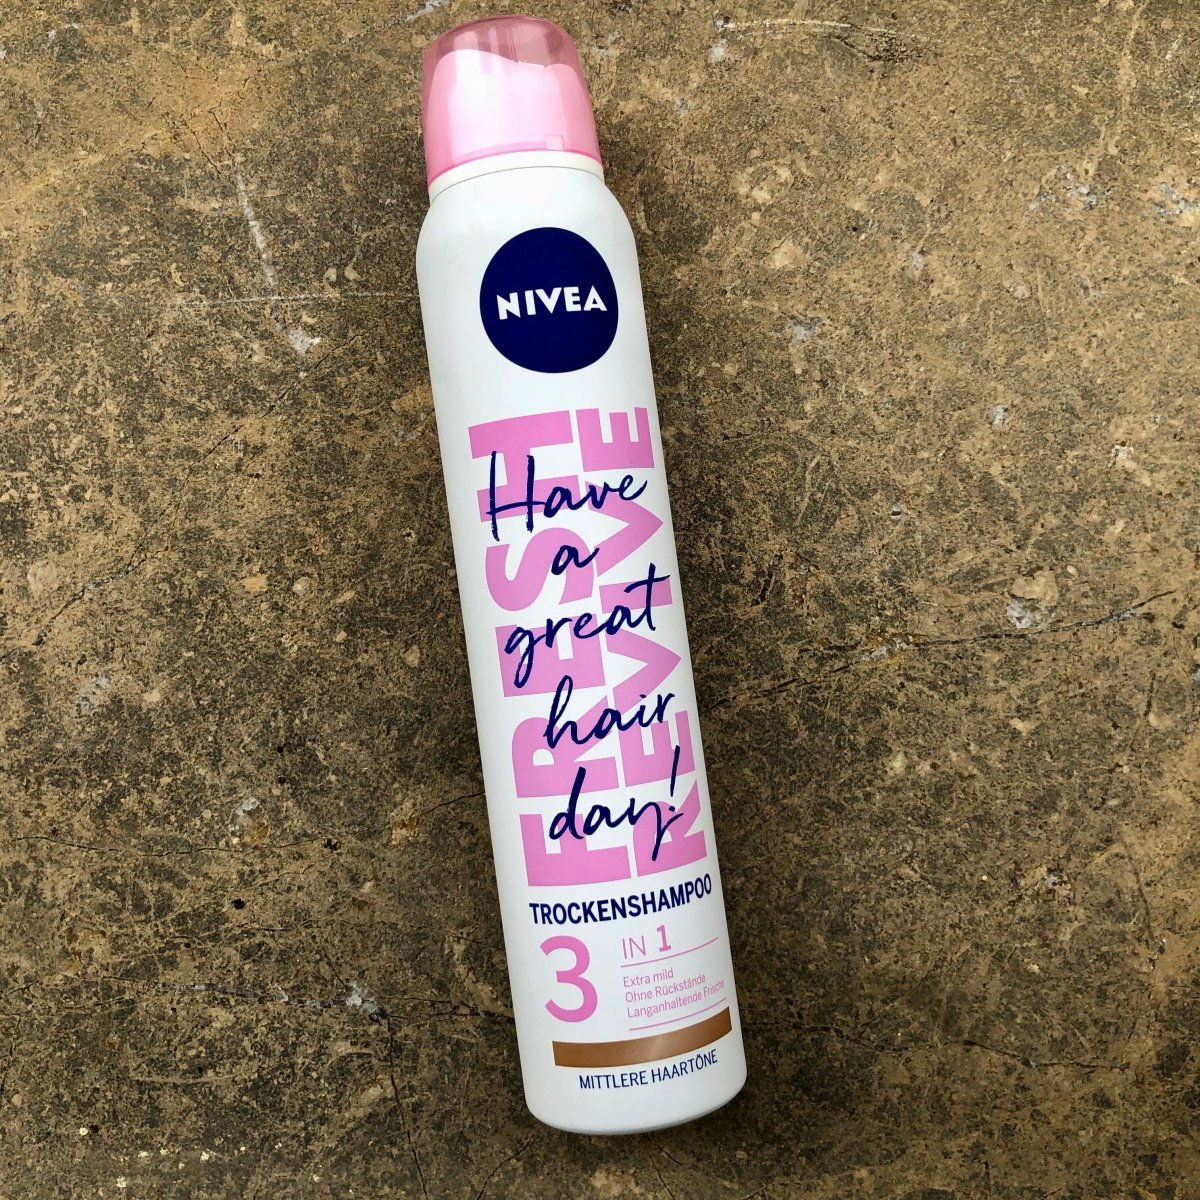 NIVEA
FRESH
REVIVE
Have
a
great
hair
day!
TROCKENSHAMPOO
3 IN 1
Extra mild
Ohne Rückstände
Langanhaltende Frische
MITTLERE HAARTÖNE